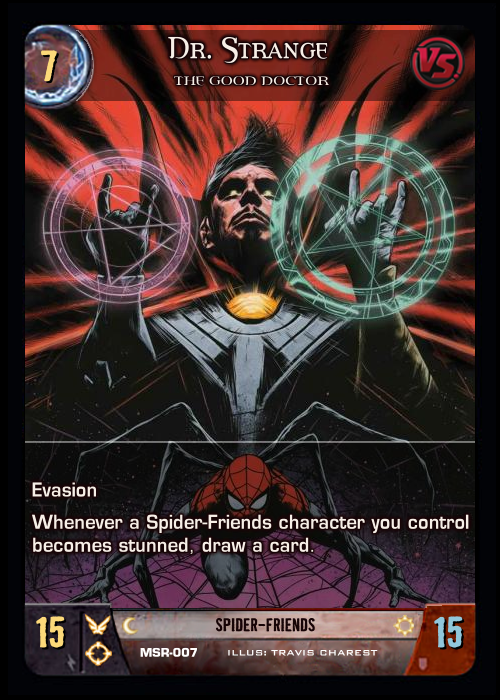 7
Dr. Strange
The Good Doctor
VS
Evasion
Whenever a Spider-Friends character you control
becomes stunned, draw a card.
15
SPIDER-FRIENDS
15
MSR-007 ILLUS: TRAVIS CHAREST